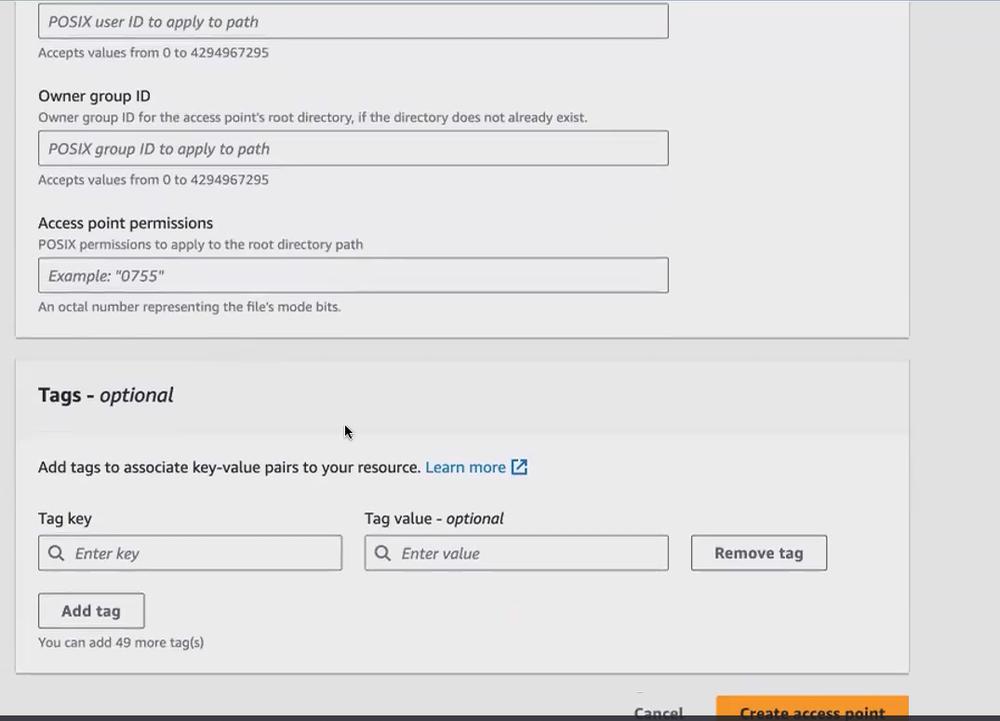 POSIX user ID to apply to path
Accepts values from 0 to 4294967295
Owner group ID
Owner group ID for the access point's root directory, if the directory does not already exist.
POSIX group ID to apply to path
Accepts values from 0 to 4294967295
Access point permissions
POSIX permissions to apply to the root directory path
Example: "0755"
An octal number representing the file's mode bits.
Tags - optional
Add tags to associate key-value pairs to your resource. Learn more
Tag key Tag value - optional
Enter key Enter value Remove tag
Add tag
You can add 49 more tag(s)
Cancel Create access point